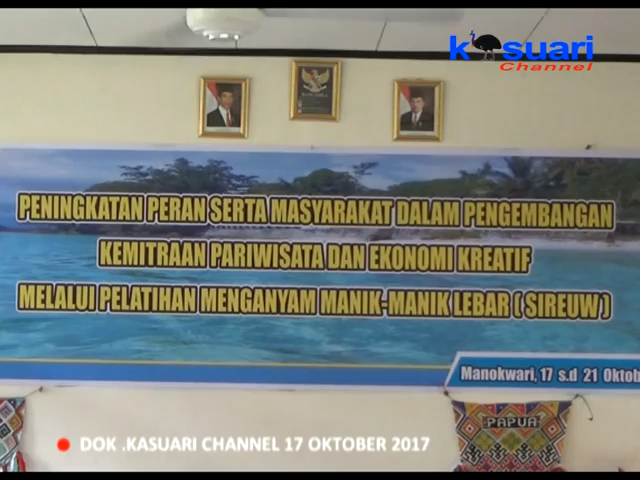 kasuari
Channel
PENINGKATAN PERAN SERTA MASYARAKAT DALAM PENGEMBANGAN
KEMITRAAN PARIWISATA DAN EKONOMI KREATIF
MELALUI PELATIHAN MENGANYAM MANIK-MANIK LEBAR ( SIREUW )
Manokwari, 17 s.d 21 Oktob
PAPUA
DOK .KASUARI CHANNEL 17 OKTOBER 2017